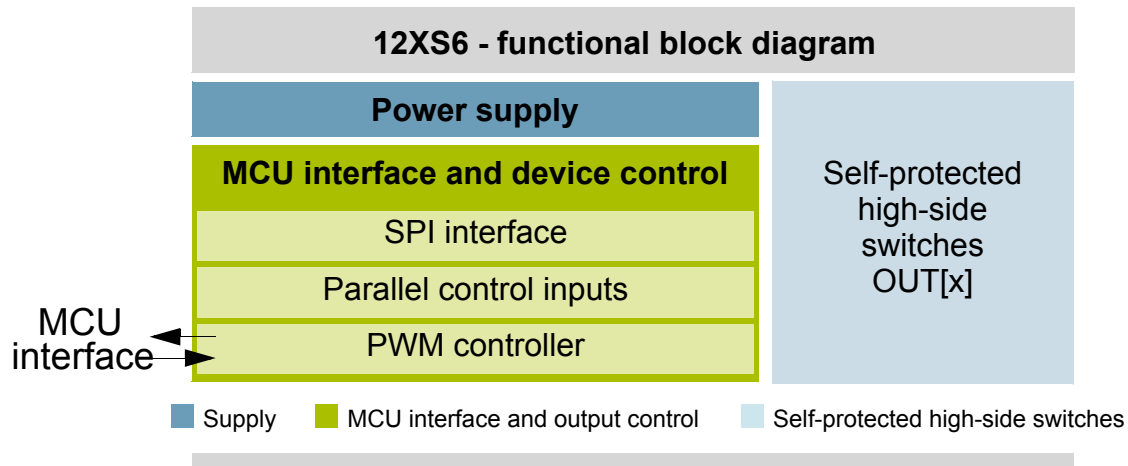 12XS6 - functional block diagram
Power supply
MCU interface and device control
SPI interface
Parallel control inputs
PWM controller
Self-protected
high-side
switches
OUT[x]
MCU
interface
Supply
MCU interface and output control
Self-protected high-side switches